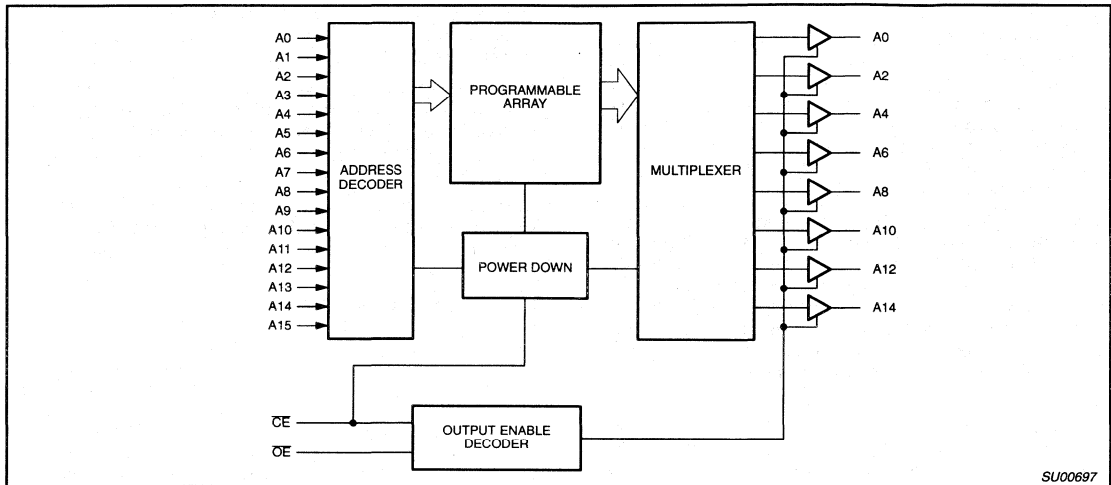 A0
A1
A2
A3
A4
A5
A6
A7
A8
A9
A10
A11
A12
A13
A14
A15
ADDRESS
DECODER
PROGRAMMABLE
ARRAY
POWER DOWN
MULTIPLEXER
A0
A2
A4
A6
A8
A10
A12
A14
CE
OE
OUTPUT ENABLE
DECODER
SU00697